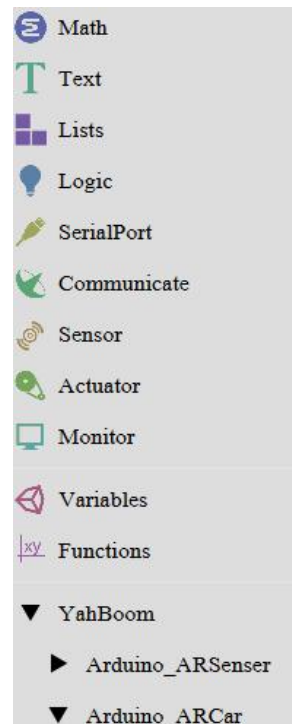 Math
Text
Lists
Logic
SerialPort
Communicate
Sensor
Actuator
Monitor
Variables
xy Functions
YahBoom
Arduino_ARSenser
Arduino_ARCar